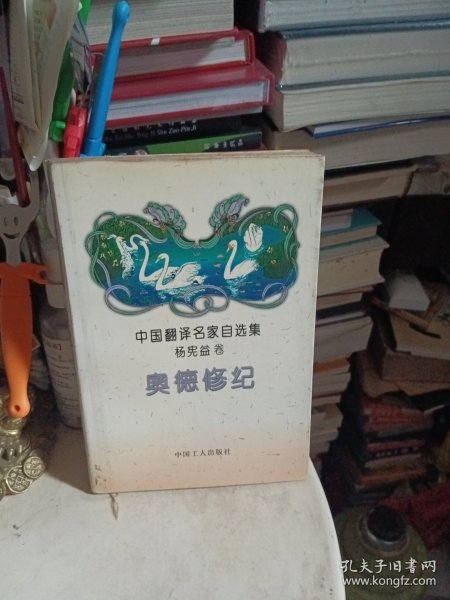 中国翻译名家自选集
杨宪益卷
奥德修纪
中国工人出版社
孔夫子旧书网
www.kongfz.com